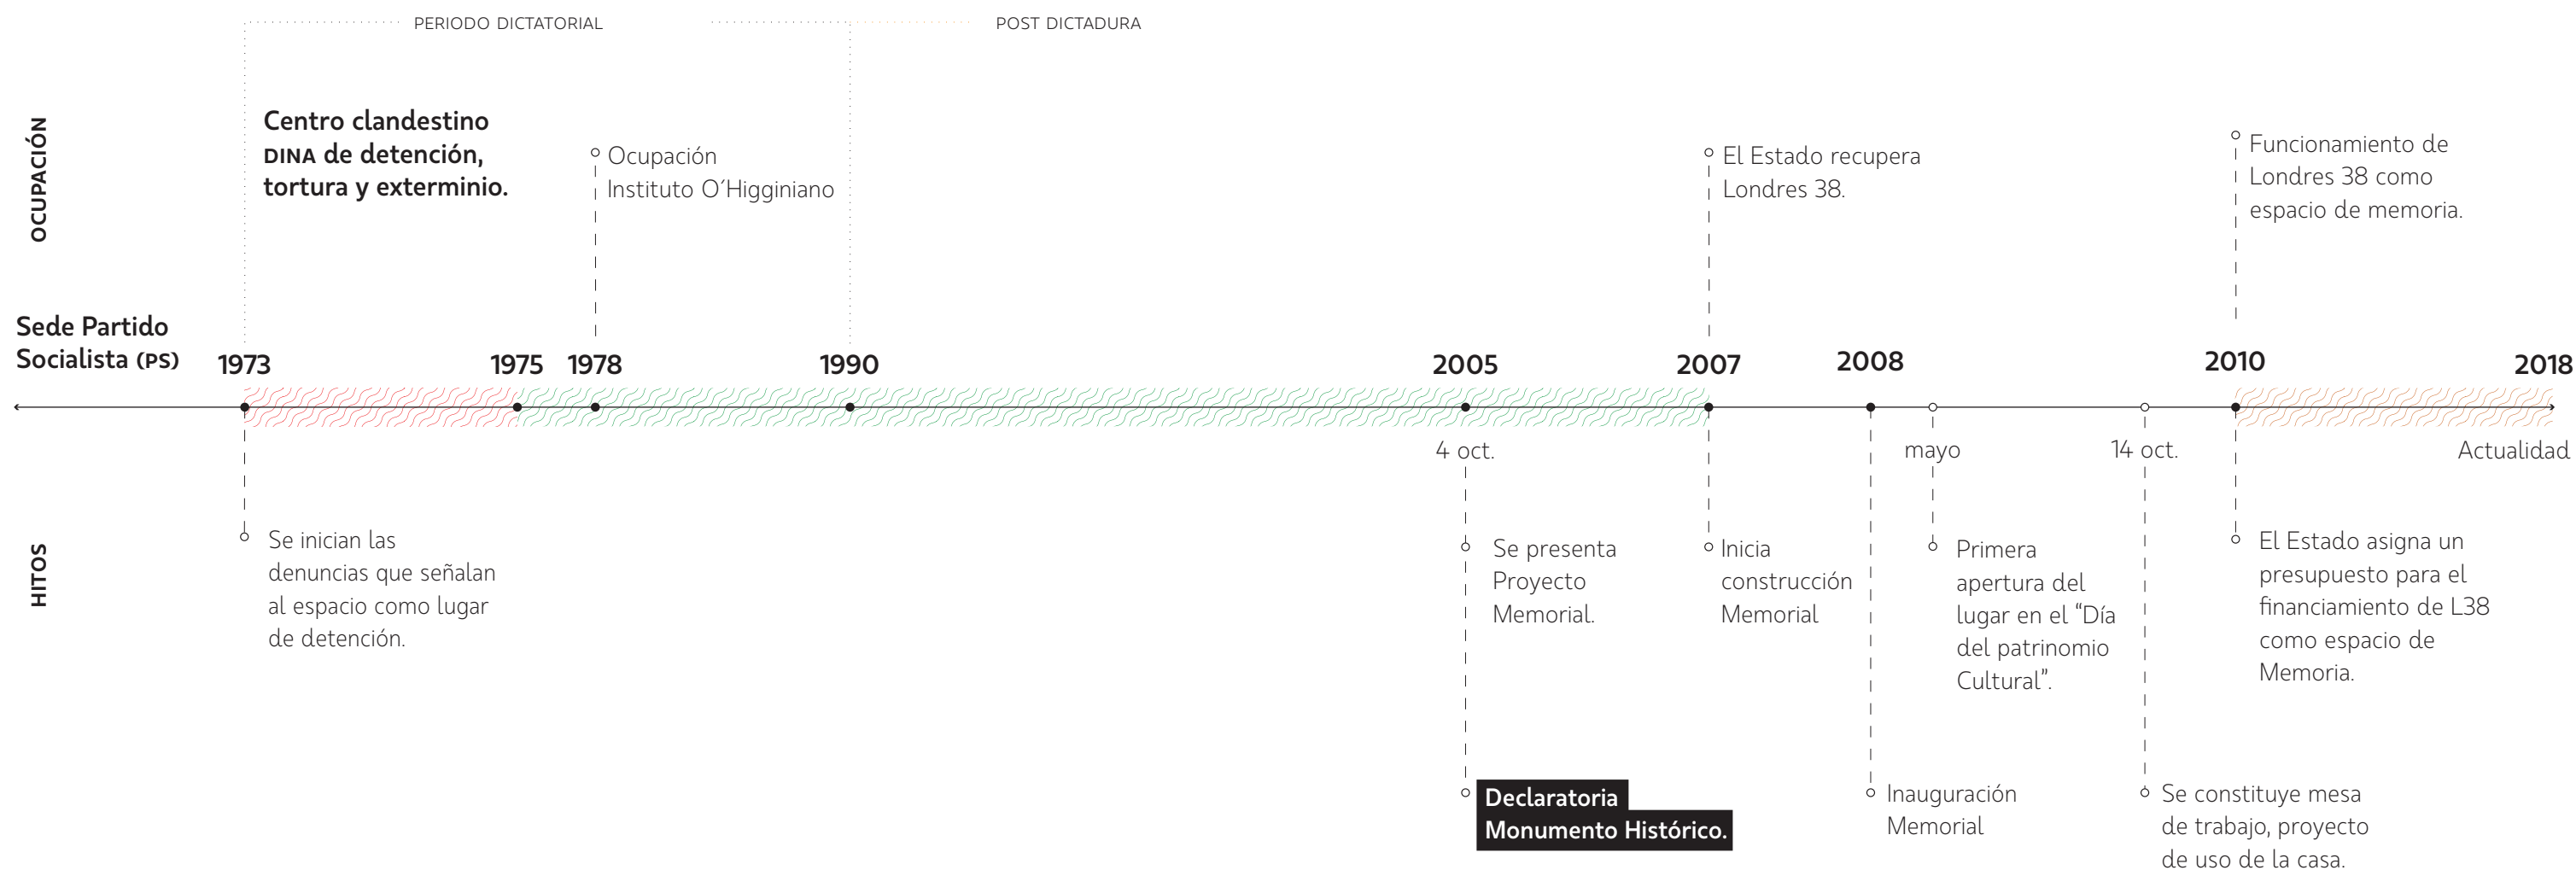 PERIODO DICTATORIAL
POST DICTADURA
OCUPACIÓN
Centro clandestino
DINA de detención,
tortura y exterminio.
Ocupación
Instituto O´Higginiano
El Estado recupera
Londres 38.
Funcionamiento de
Londres 38 como
espacio de memoria.
Sede Partido
Socialista (PS)
1973
1975
1978
1990
2005
2007
2008
2010
2018
4 oct.
mayo
14 oct.
Actualidad
HITOS
Se inician las
denuncias que señalan
al espacio como lugar
de detención.
Se presenta
Proyecto
Memorial.
Inicia
construcción
Memorial
Primera
apertura del
lugar en el “Día
del patrinomio
Cultural”.
El Estado asigna un
presupuesto para el
financiamiento de L38
como espacio de
Memoria.
Declaratoria
Monumento Histórico.
Inauguración
Memorial
Se constituye mesa
de trabajo, proyecto
de uso de la casa.